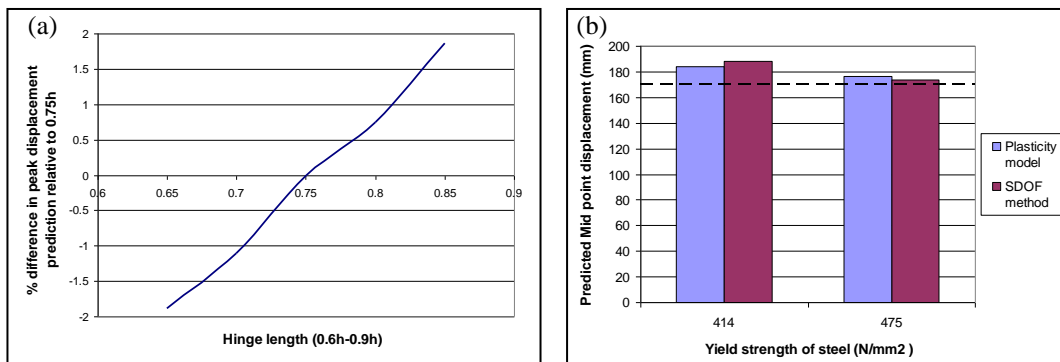 (a)
% difference in peak displacement
prediction relative to 0.75h
2
1.5
1
0.5
0
-0.5
-1
-1.5
-2
0.6 0.65 0.7 0.75 0.8 0.85 0.9
Hinge length (0.6h-0.9h)
(b)
Predicted Mid point displacement (mm)
200
180
160
140
120
100
80
60
40
20
0
414 475
Yield strength of steel (N/mm2 )
Plasticity
model
SDOF
method